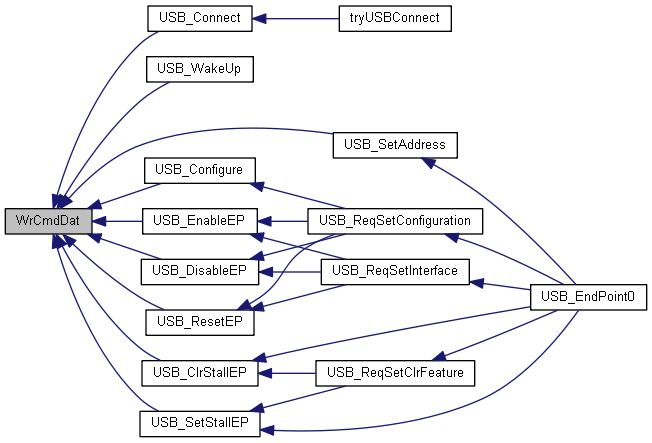 USB_Connect
tryUSBConnect
USB_WakeUp
USB_SetAddress
USB_Configure
WrCmdDat
USB_EnableEP
USB_ReqSetConfiguration
USB_DisableEP
USB_ReqSetInterface
USB_EndPoint0
USB_ResetEP
USB_ClrStallEP
USB_ReqSetClrFeature
USB_SetStallEP